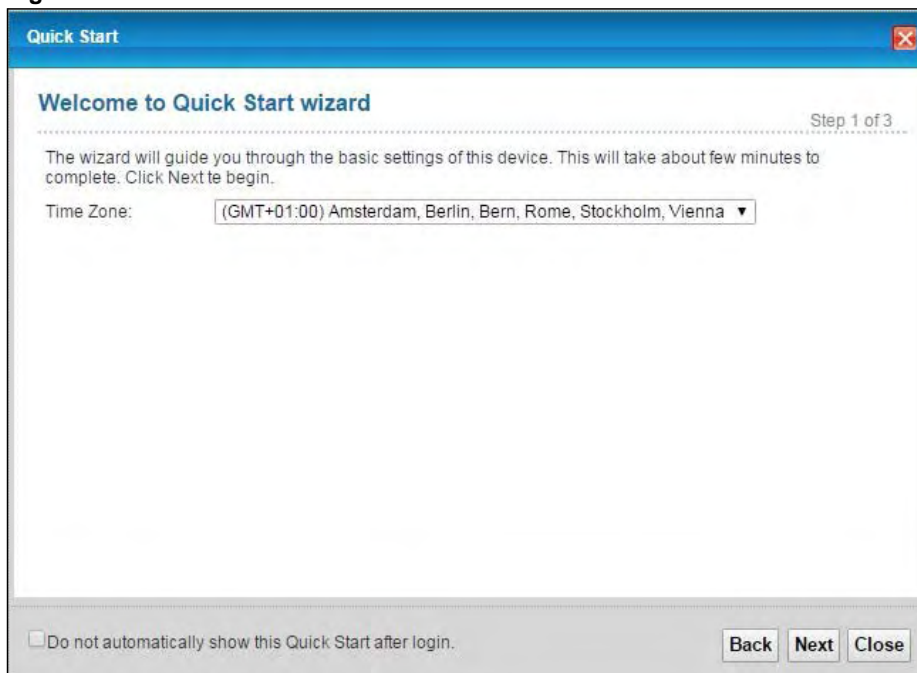 Quick Start
Welcome to Quick Start wizard
Step 1 of 3
The wizard will guide you through the basic settings of this device. This will take about few minutes to
complete. Click Next te begin.
Time Zone:
(GMT+01:00) Amsterdam, Berlin, Bern, Rome, Stockholm, Vienna ▼
Do not automatically show this Quick Start after login.
Back
Next
Close